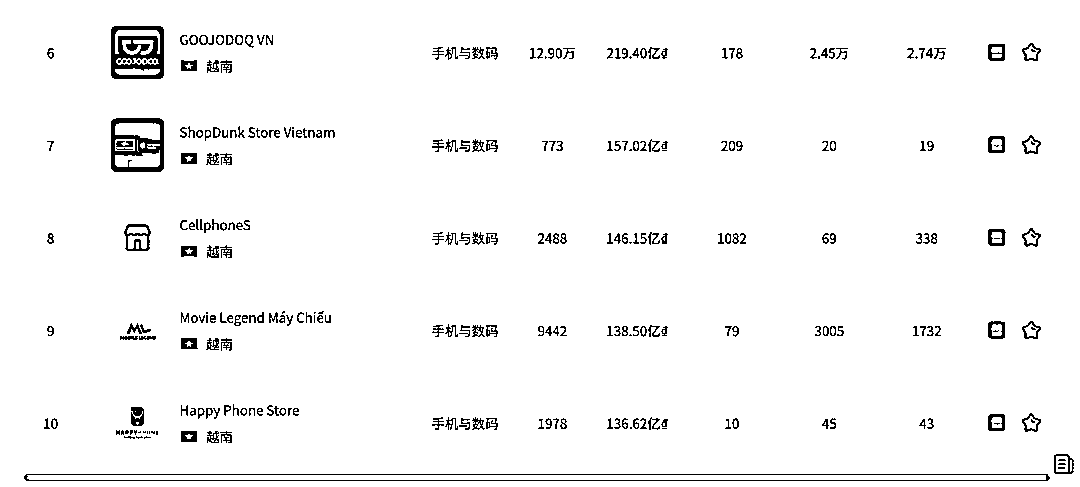 6 GOOJODOQ VN 手机与数码 12.90万 219.40亿₫ 178 2.45万 2.74万
越南
7 ShopDunk Store Vietnam 手机与数码 773 157.02亿₫ 209 20 19
越南
8 CellphoneS 手机与数码 2488 146.15亿₫ 1082 69 338
越南
9 Movie Legend Máy Chiếu 手机与数码 9442 138.50亿₫ 79 3005 1732
越南
10 Happy Phone Store 手机与数码 1978 136.62亿₫ 10 45 43
越南